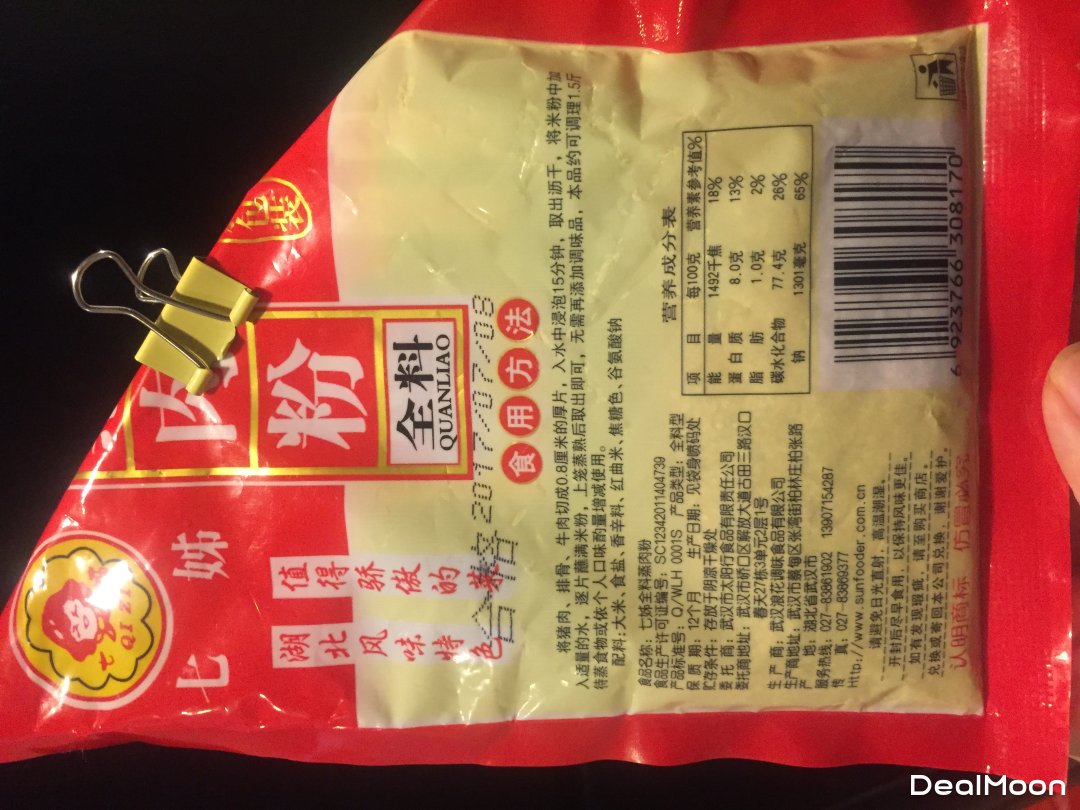 七姊
七 QI ZI
肉
粉
全料
QUANLIAO
包装
湖北风味特色
值得骄傲的菜
合格 2017/07/08
食用方法
将猪肉、排骨、牛肉切成0.8厘米的厚片，入水中浸泡15分钟，取出沥干，将米粉中加
入适量的水，逐片蘸满米粉，上笼蒸熟后取出即可，无需再添加调味品，本品约可调理1.5斤
待蒸食物或依个人口味酌量增减使用。
配料:大米、食盐、香辛料、红曲米、焦糖色、谷氨酸钠
食品名称: 七姊全料蒸肉粉
食品生产许可证编号: SC12342011404739
产品标准号: Q/WLH 0001S 产品类型: 全料型
保质期: 12个月 生产日期: 见袋身喷码处
贮存条件: 存放于阴凉干燥处
委托商: 武汉市太阳行食品有限责任公司
委托商地址: 武汉市硚口区解放大道古田三路汉口
春天27栋3单元2层1号
生产商: 武汉浪花调味食品有限公司
生产商地址: 武汉市蔡甸区张湾街柏林庄柏张路
产地: 湖北省武汉市
服务热线: 027-83861902 13907154287
传真: 027-83969377
Http://www.sunfooder.com.cn
请避免日光直射，高温潮湿。
开封后尽早食用，以保持风味更佳。
如有发现瑕疵，请至购买商店
兑换或寄回本公司兑换，谢谢爱护。
认明商标 仿冒必究
营养成分表
项目 每100克 营养素参考值%
能量 1492千焦 18%
蛋白质 8.0克 13%
脂肪 1.0克 2%
碳水化合物 77.4克 26%
钠 1301毫克 65%
6 923766 308170
DealMoon